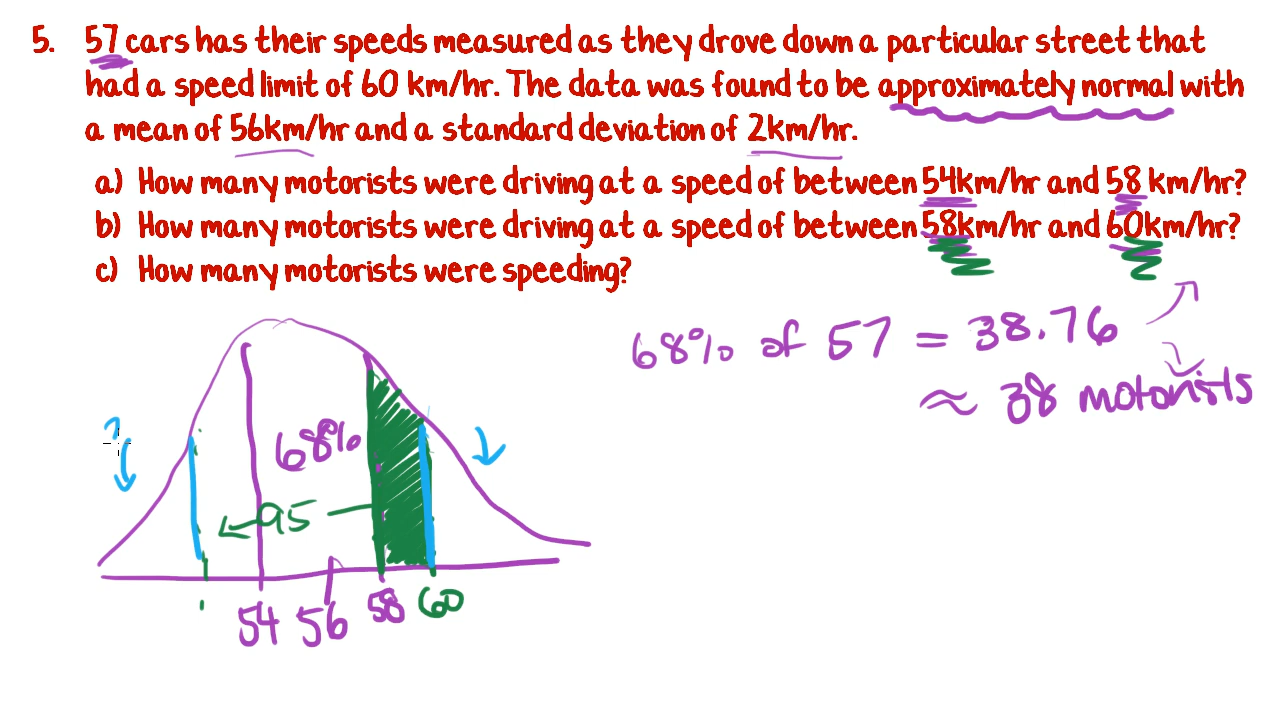 5. 57 cars has their speeds measured as they drove down a particular street that
had a speed limit of 60 km/hr. The data was found to be approximately normal with
a mean of 56km/hr and a standard deviation of 2km/hr.
a) How many motorists were driving at a speed of between 54km/hr and 58 km/hr?
b) How many motorists were driving at a speed of between 58km/hr and 60km/hr?
c) How many motorists were speeding?
68% of 57 = 38.76
≈ 38 motorists
?
68%
95
54 56 58 60